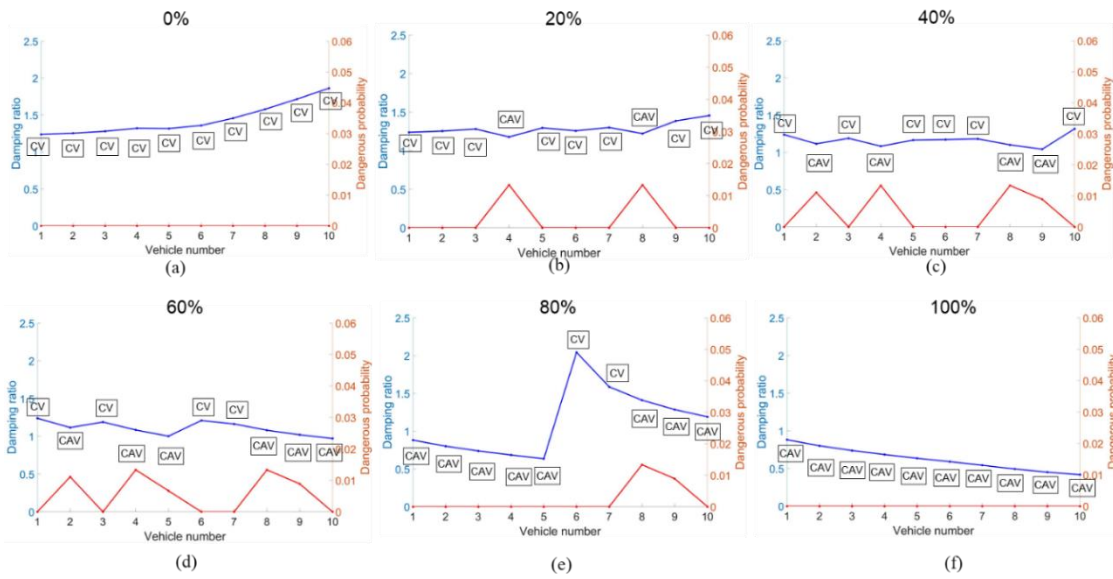 0%
Damping ratio
2.5
2
1.5
1
0.5
0
CV CV CV CV CV CV CV CV CV CV
0.06
0.05
0.04
0.03
0.02
0.01
0
Dangerous probability
1 2 3 4 5 6 7 8 9 10
Vehicle number
(a)
20%
Damping ratio
2.5
2
1.5
1
0.5
0
CV CV CV CAV CV CV CV CAV CV CV
0.06
0.05
0.04
0.03
0.02
0.01
0
Dangerous probability
1 2 3 4 5 6 7 8 9 10
Vehicle number
(b)
40%
Damping ratio
2.5
2
1.5
1
0.5
0
CV CAV CV CAV CV CV CV CAV CAV CV
0.06
0.05
0.04
0.03
0.02
0.01
0
Dangerous probability
1 2 3 4 5 6 7 8 9 10
Vehicle number
(c)
60%
Damping ratio
2.5
2
1.5
1
0.5
0
CV CAV CV CAV CAV CV CV CAV CAV CAV
0.06
0.05
0.04
0.03
0.02
0.01
0
Dangerous probability
1 2 3 4 5 6 7 8 9 10
Vehicle number
(d)
80%
Damping ratio
2.5
2
1.5
1
0.5
0
CAV CAV CAV CAV CAV CV CV CAV CAV CAV
0.06
0.05
0.04
0.03
0.02
0.01
0
Dangerous probability
1 2 3 4 5 6 7 8 9 10
Vehicle number
(e)
100%
Damping ratio
2.5
2
1.5
1
0.5
0
CAV CAV CAV CAV CAV CAV CAV CAV CAV CAV
0.06
0.05
0.04
0.03
0.02
0.01
0
Dangerous probability
1 2 3 4 5 6 7 8 9 10
Vehicle number
(f)